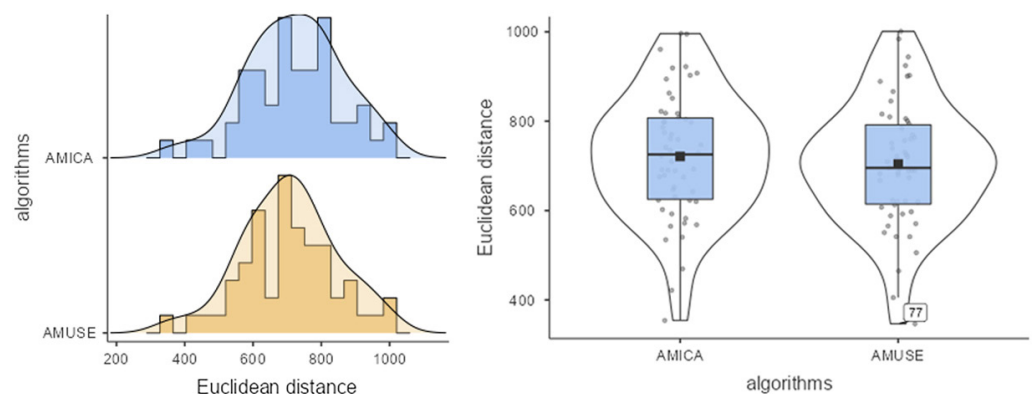 algorithms
AMICA
AMUSE
200 400 600 800 1000
Euclidean distance
Euclidean distance
1000
800
600
400
77
AMICA AMUSE
algorithms